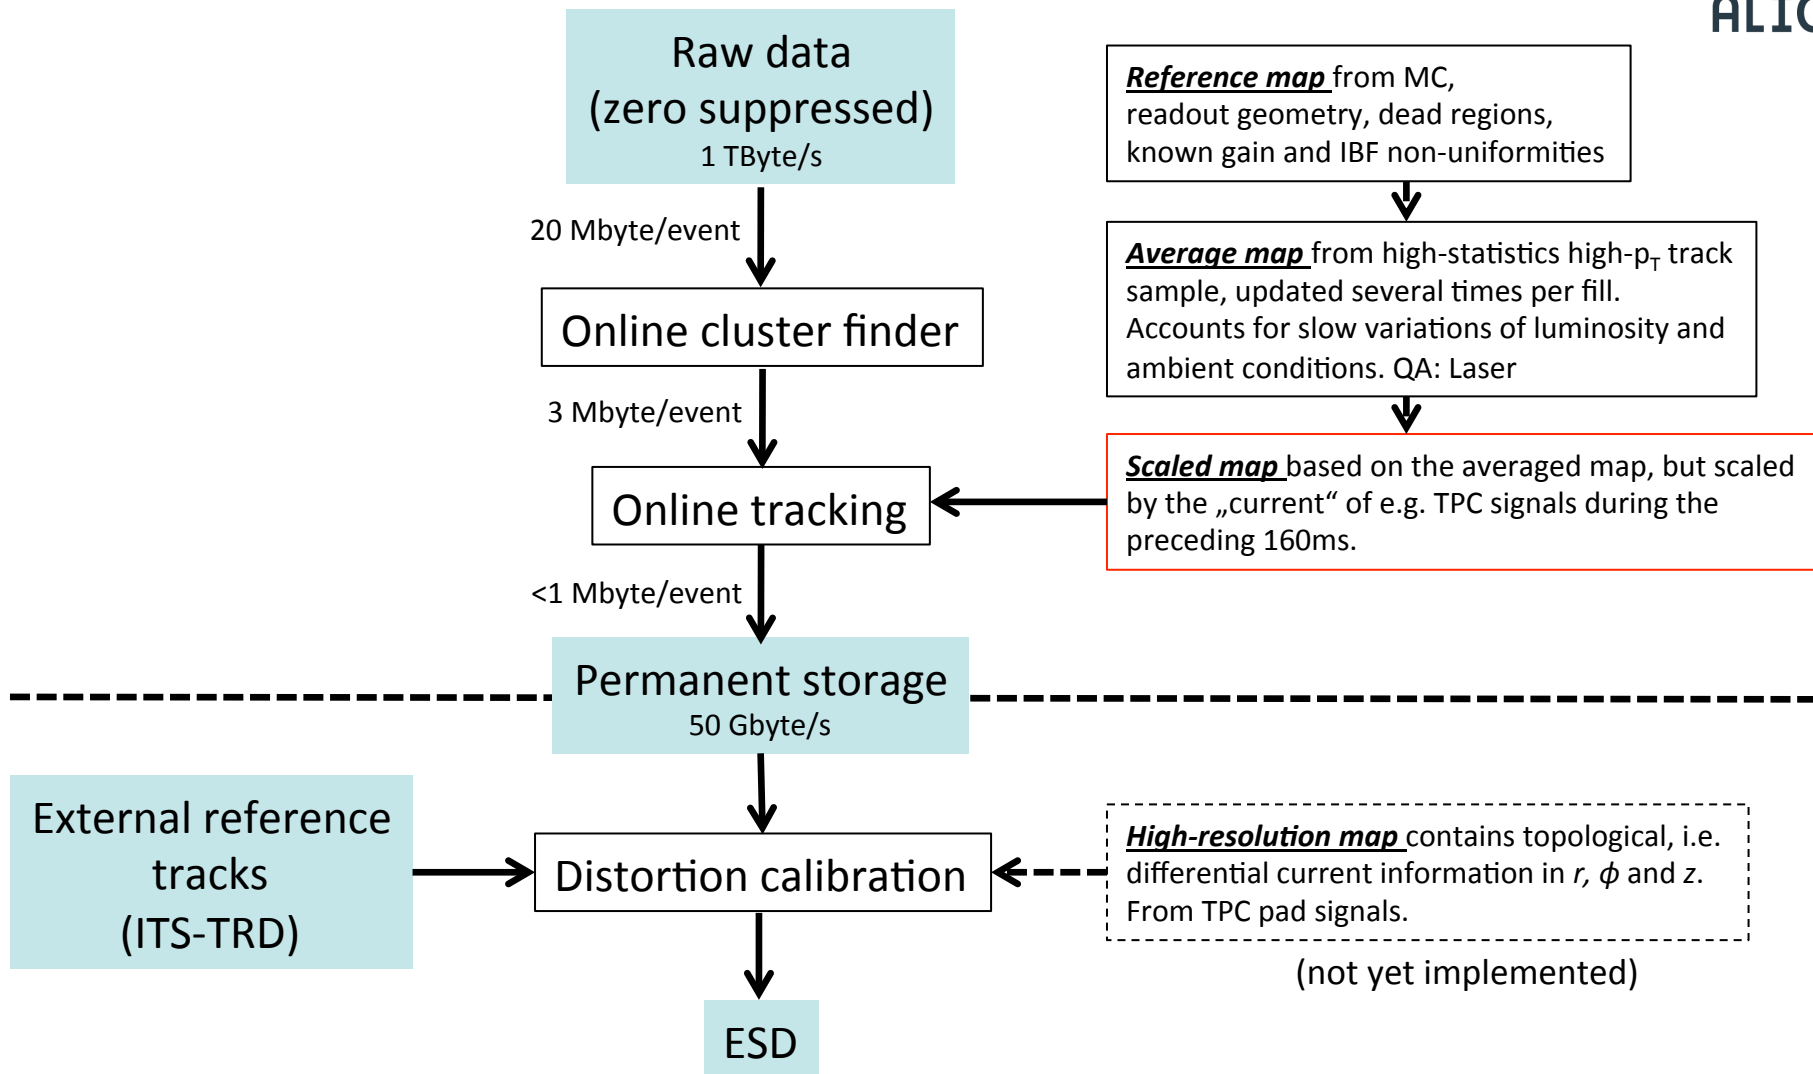 ALIC
Raw data
(zero suppressed)
1 TByte/s
20 Mbyte/event
Online cluster finder
3 Mbyte/event
Online tracking
<1 Mbyte/event
Permanent storage
50 Gbyte/s
External reference
tracks
(ITS-TRD)
Distortion calibration
ESD
Reference map from MC,
readout geometry, dead regions,
known gain and IBF non-uniformities
Average map from high-statistics high-pT track
sample, updated several times per fill.
Accounts for slow variations of luminosity and
ambient conditions. QA: Laser
Scaled map based on the averaged map, but scaled
by the „current“ of e.g. TPC signals during the
preceding 160ms.
High-resolution map contains topological, i.e.
differential current information in r, ϕ and z.
From TPC pad signals.
(not yet implemented)